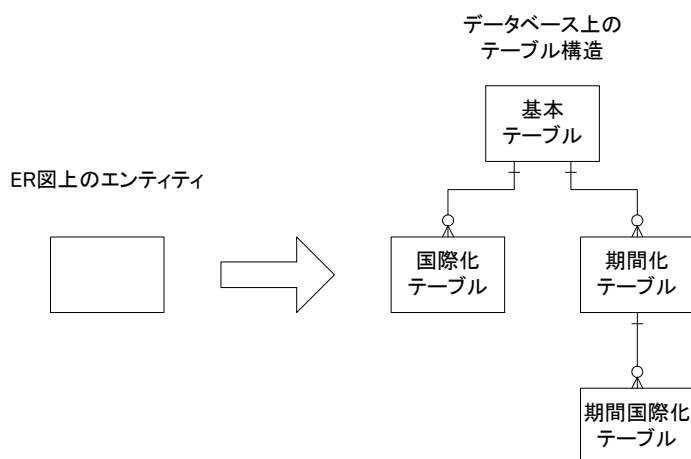 データベース上の
テーブル構造
基本
テーブル
ER図上のエンティティ
国際化
テーブル
期間化
テーブル
期間国際化
テーブル